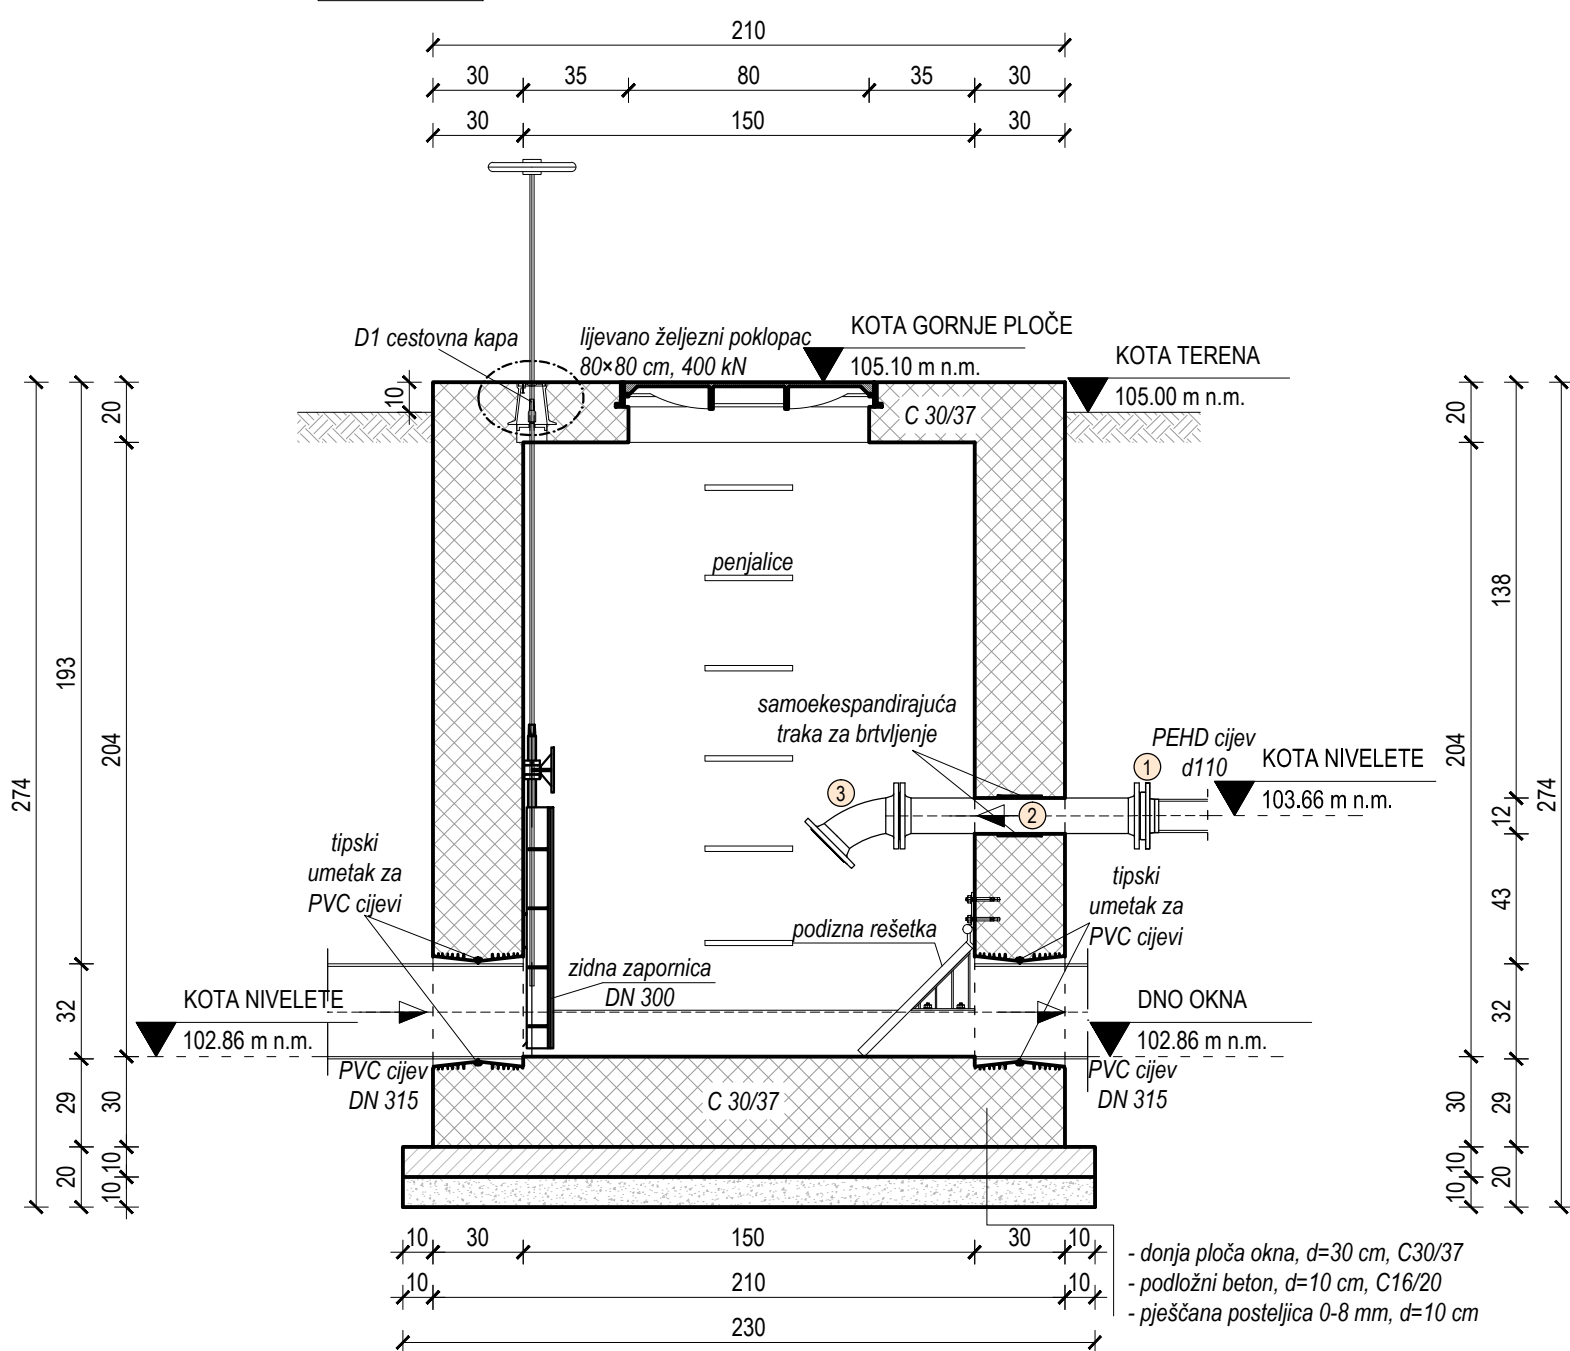 210
30 35 80 35 30
30 150 30
D1 cestovna kapa
lijevano željezni poklopac
80×80 cm, 400 kN
KOTA GORNJE PLOČE
105.10 m n.m.
KOTA TERENA
105.00 m n.m.
C 30/37
10
20
20
penjalice
138
193
204
274
204
274
samoekespandirajuća
traka za brtvljenje
PEHD cijev
d110
KOTA NIVELETE
103.66 m n.m.
1
2
3
12
43
tipski
umetak za
PVC cijevi
tipski
umetak za
PVC cijevi
podizna rešetka
zidna zapornica
DN 300
KOTA NIVELETE
102.86 m n.m.
DNO OKNA
102.86 m n.m.
32
32
PVC cijev
DN 315
PVC cijev
DN 315
C 30/37
29
30
30
29
20
10
10
10
10
20
10 30 150 30 10
10 210 10
230
- donja ploča okna, d=30 cm, C30/37
- podložni beton, d=10 cm, C16/20
- pješčana posteljica 0-8 mm, d=10 cm